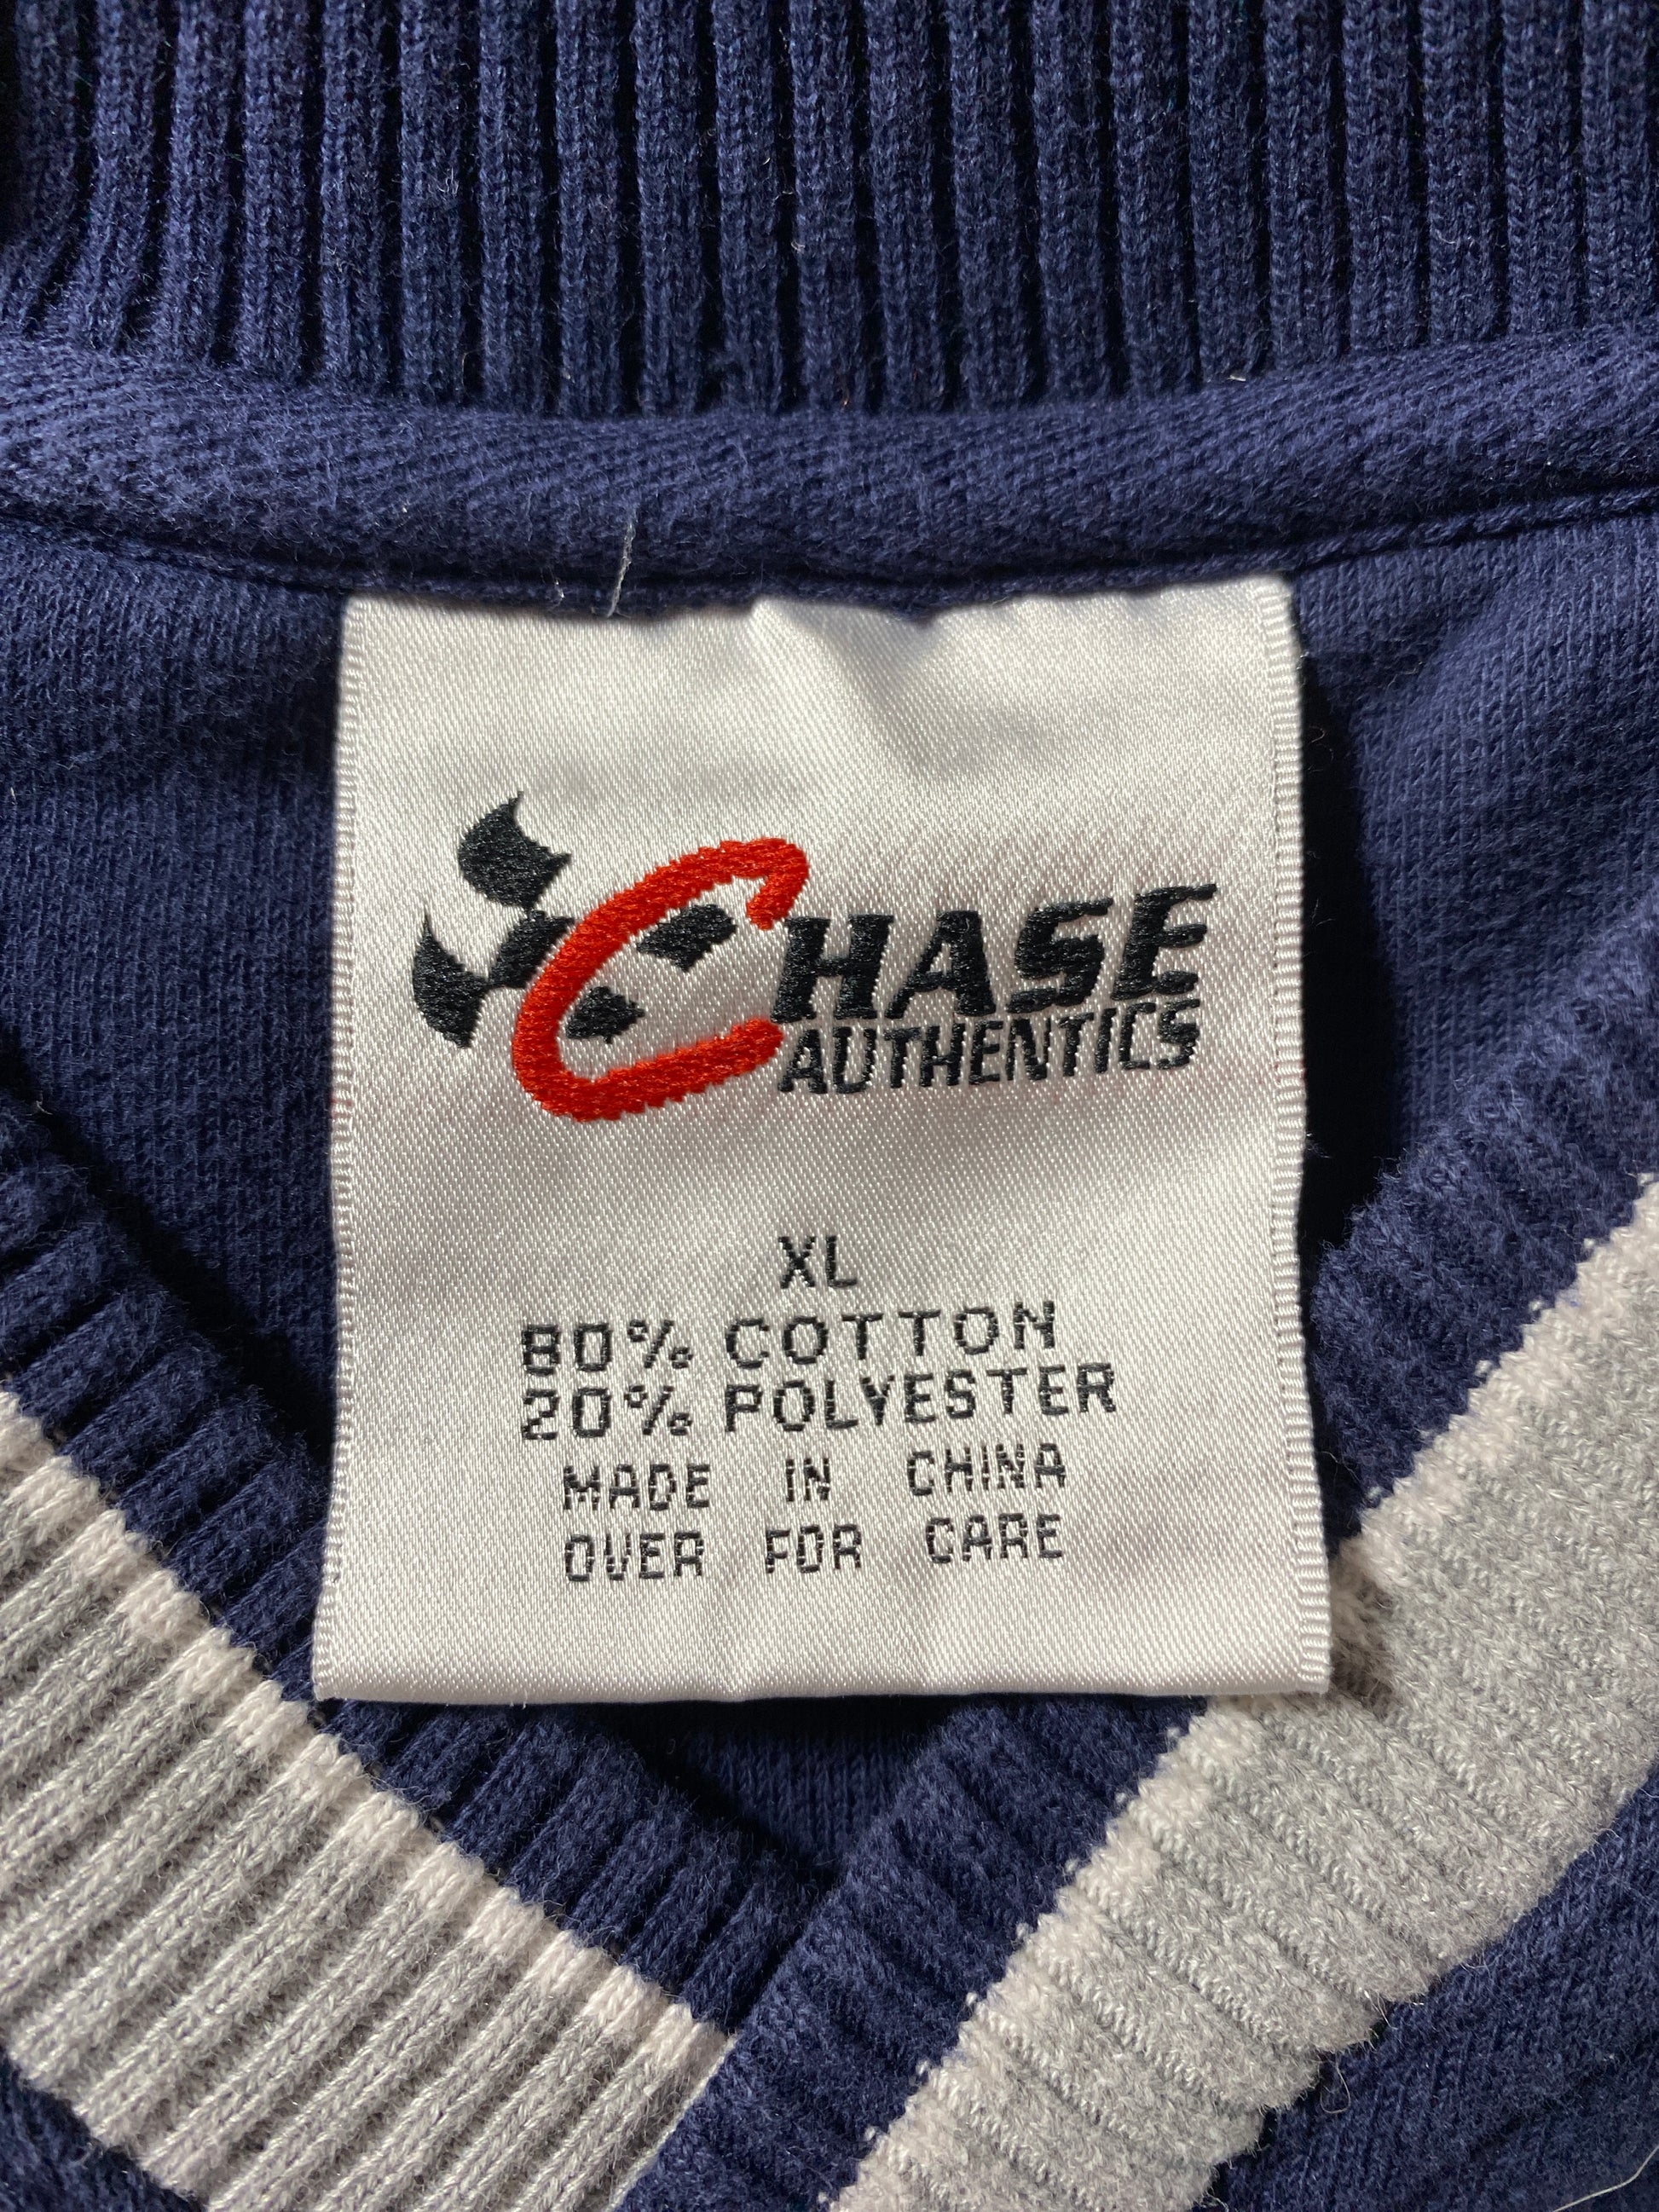 CHASE
AUTHENTICS
XL
80% COTTON
20% POLYESTER
MADE IN CHINA
OVER FOR CARE